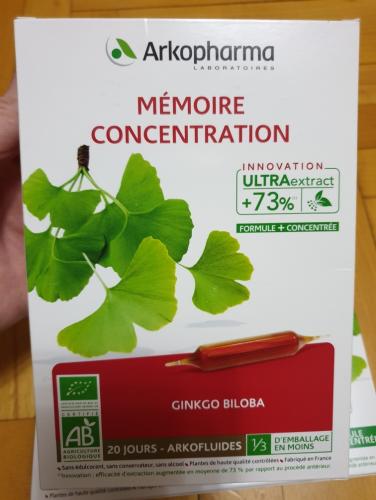 Arkopharma
LABORATOIRES
MÉMOIRE
CONCENTRATION
INNOVATION
ULTRAextract
+73%
FORMULE + CONCENTRÉE
GINKGO BILOBA
CERTIFIÉ
AB
AGRICULTURE
BIOLOGIQUE
20 JOURS - ARKOFLUIDES
1/3 D'EMBALLAGE
EN MOINS
• Sans édulcorant, sans conservateur, sans alcool • Plantes de haute qualité contrôlées • Fabriqué en France
*Innovation : efficacité d'extraction augmentée en moyenne de 73 % par rapport au procédé antérieur.